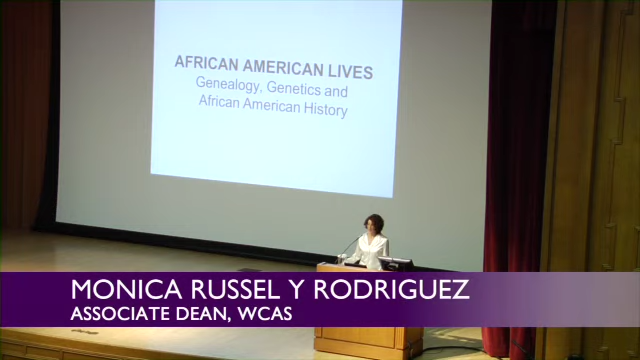 AFRICAN AMERICAN LIVES
Genealogy, Genetics and
African American History
MONICA RUSSEL Y RODRIGUEZ
ASSOCIATE DEAN, WCAS